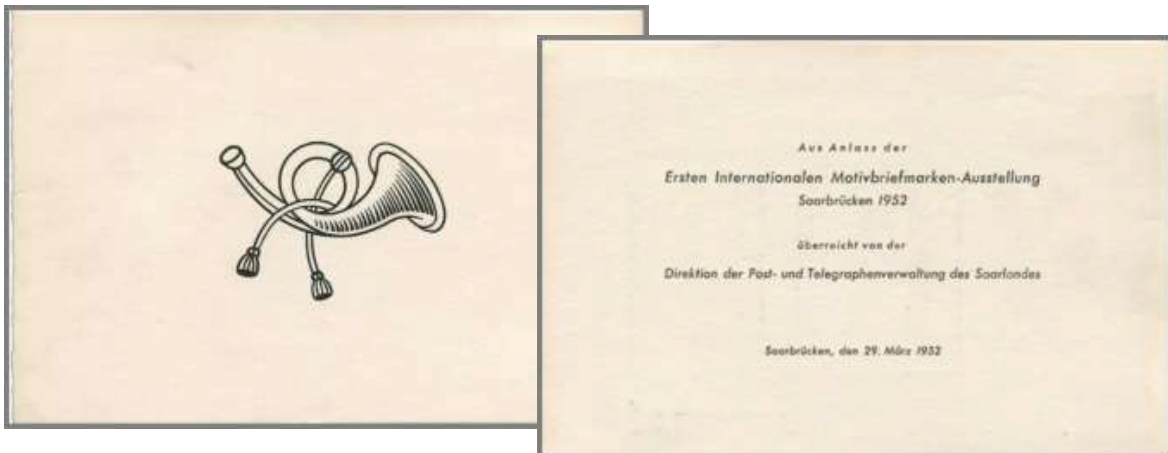 Aus Anlass der
Ersten Internationalen Motivbriefmarken-Ausstellung
Saarbrücken 1952
überreicht von der
Direktion der Post- und Telegraphenverwaltung des Saarlandes
Saarbrücken, den 29. März 1952